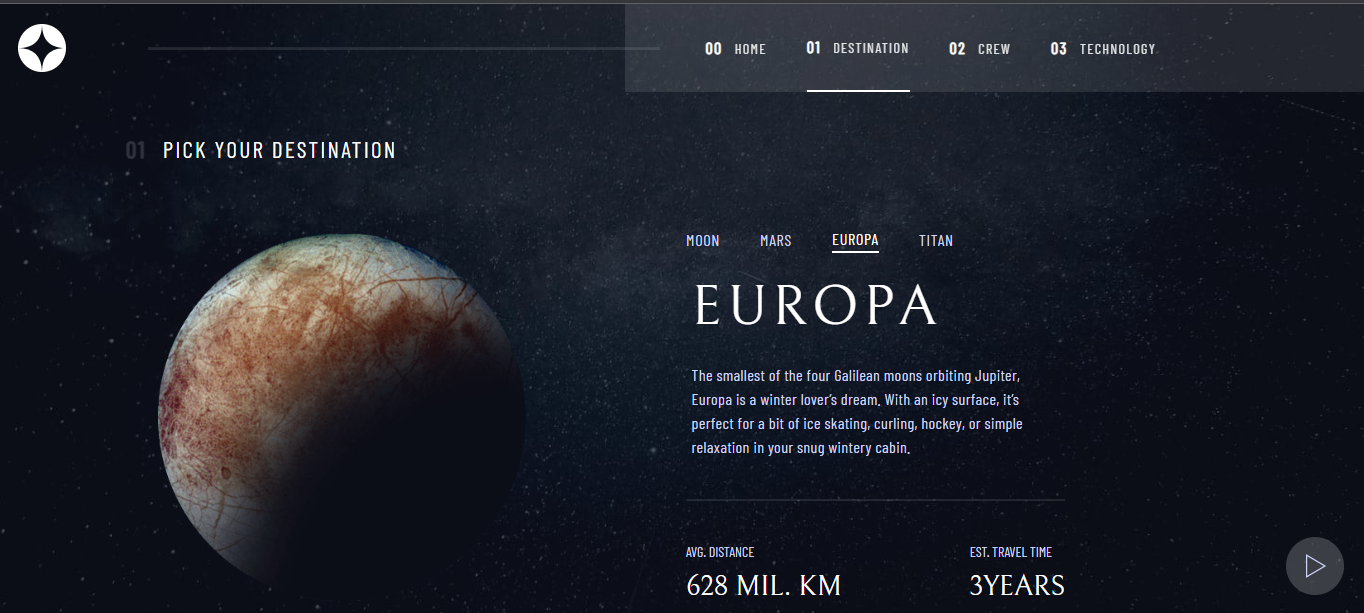 00 HOME 01 DESTINATION 02 CREW 03 TECHNOLOGY
01 PICK YOUR DESTINATION
MOON MARS EUROPA TITAN
EUROPA
The smallest of the four Galilean moons orbiting Jupiter,
Europa is a winter lover’s dream. With an icy surface, it’s
perfect for a bit of ice skating, curling, hockey, or simple
relaxation in your snug wintery cabin.
AVG. DISTANCE EST. TRAVEL TIME
628 MIL. KM 3YEARS